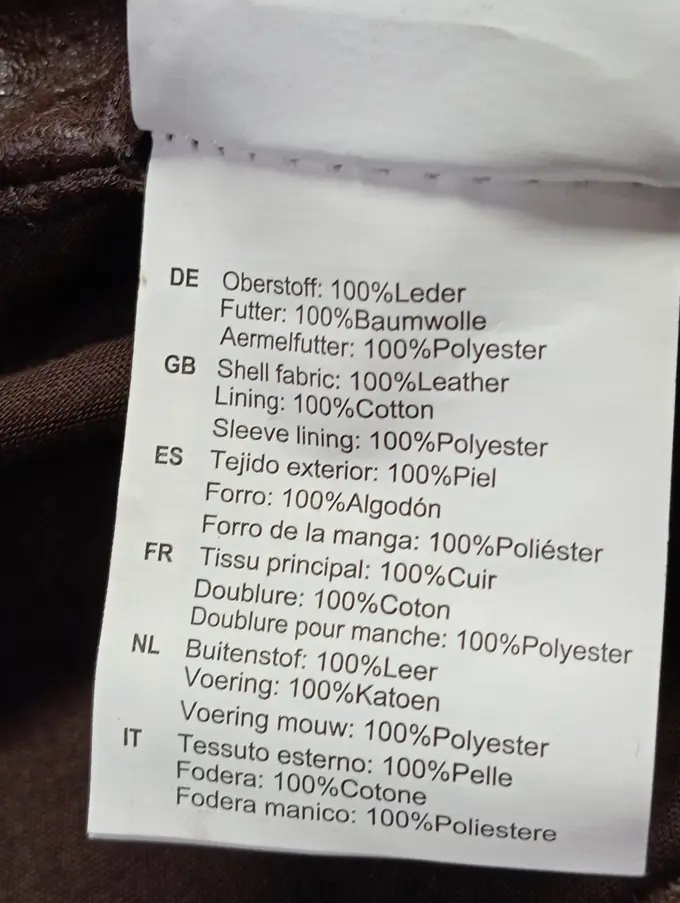 DE Oberstoff: 100%Leder
Futter: 100%Baumwolle
Aermelfutter: 100%Polyester
GB Shell fabric: 100%Leather
Lining: 100%Cotton
Sleeve lining: 100%Polyester
ES Tejido exterior: 100%Piel
Forro: 100%Algodón
Forro de la manga: 100%Poliéster
FR Tissu principal: 100%Cuir
Doublure: 100%Coton
Doublure pour manche: 100%Polyester
NL Buitenstof: 100%Leer
Voering: 100%Katoen
Voering mouw: 100%Polyester
IT Tessuto esterno: 100%Pelle
Fodera: 100%Cotone
Fodera manico: 100%Poliestere